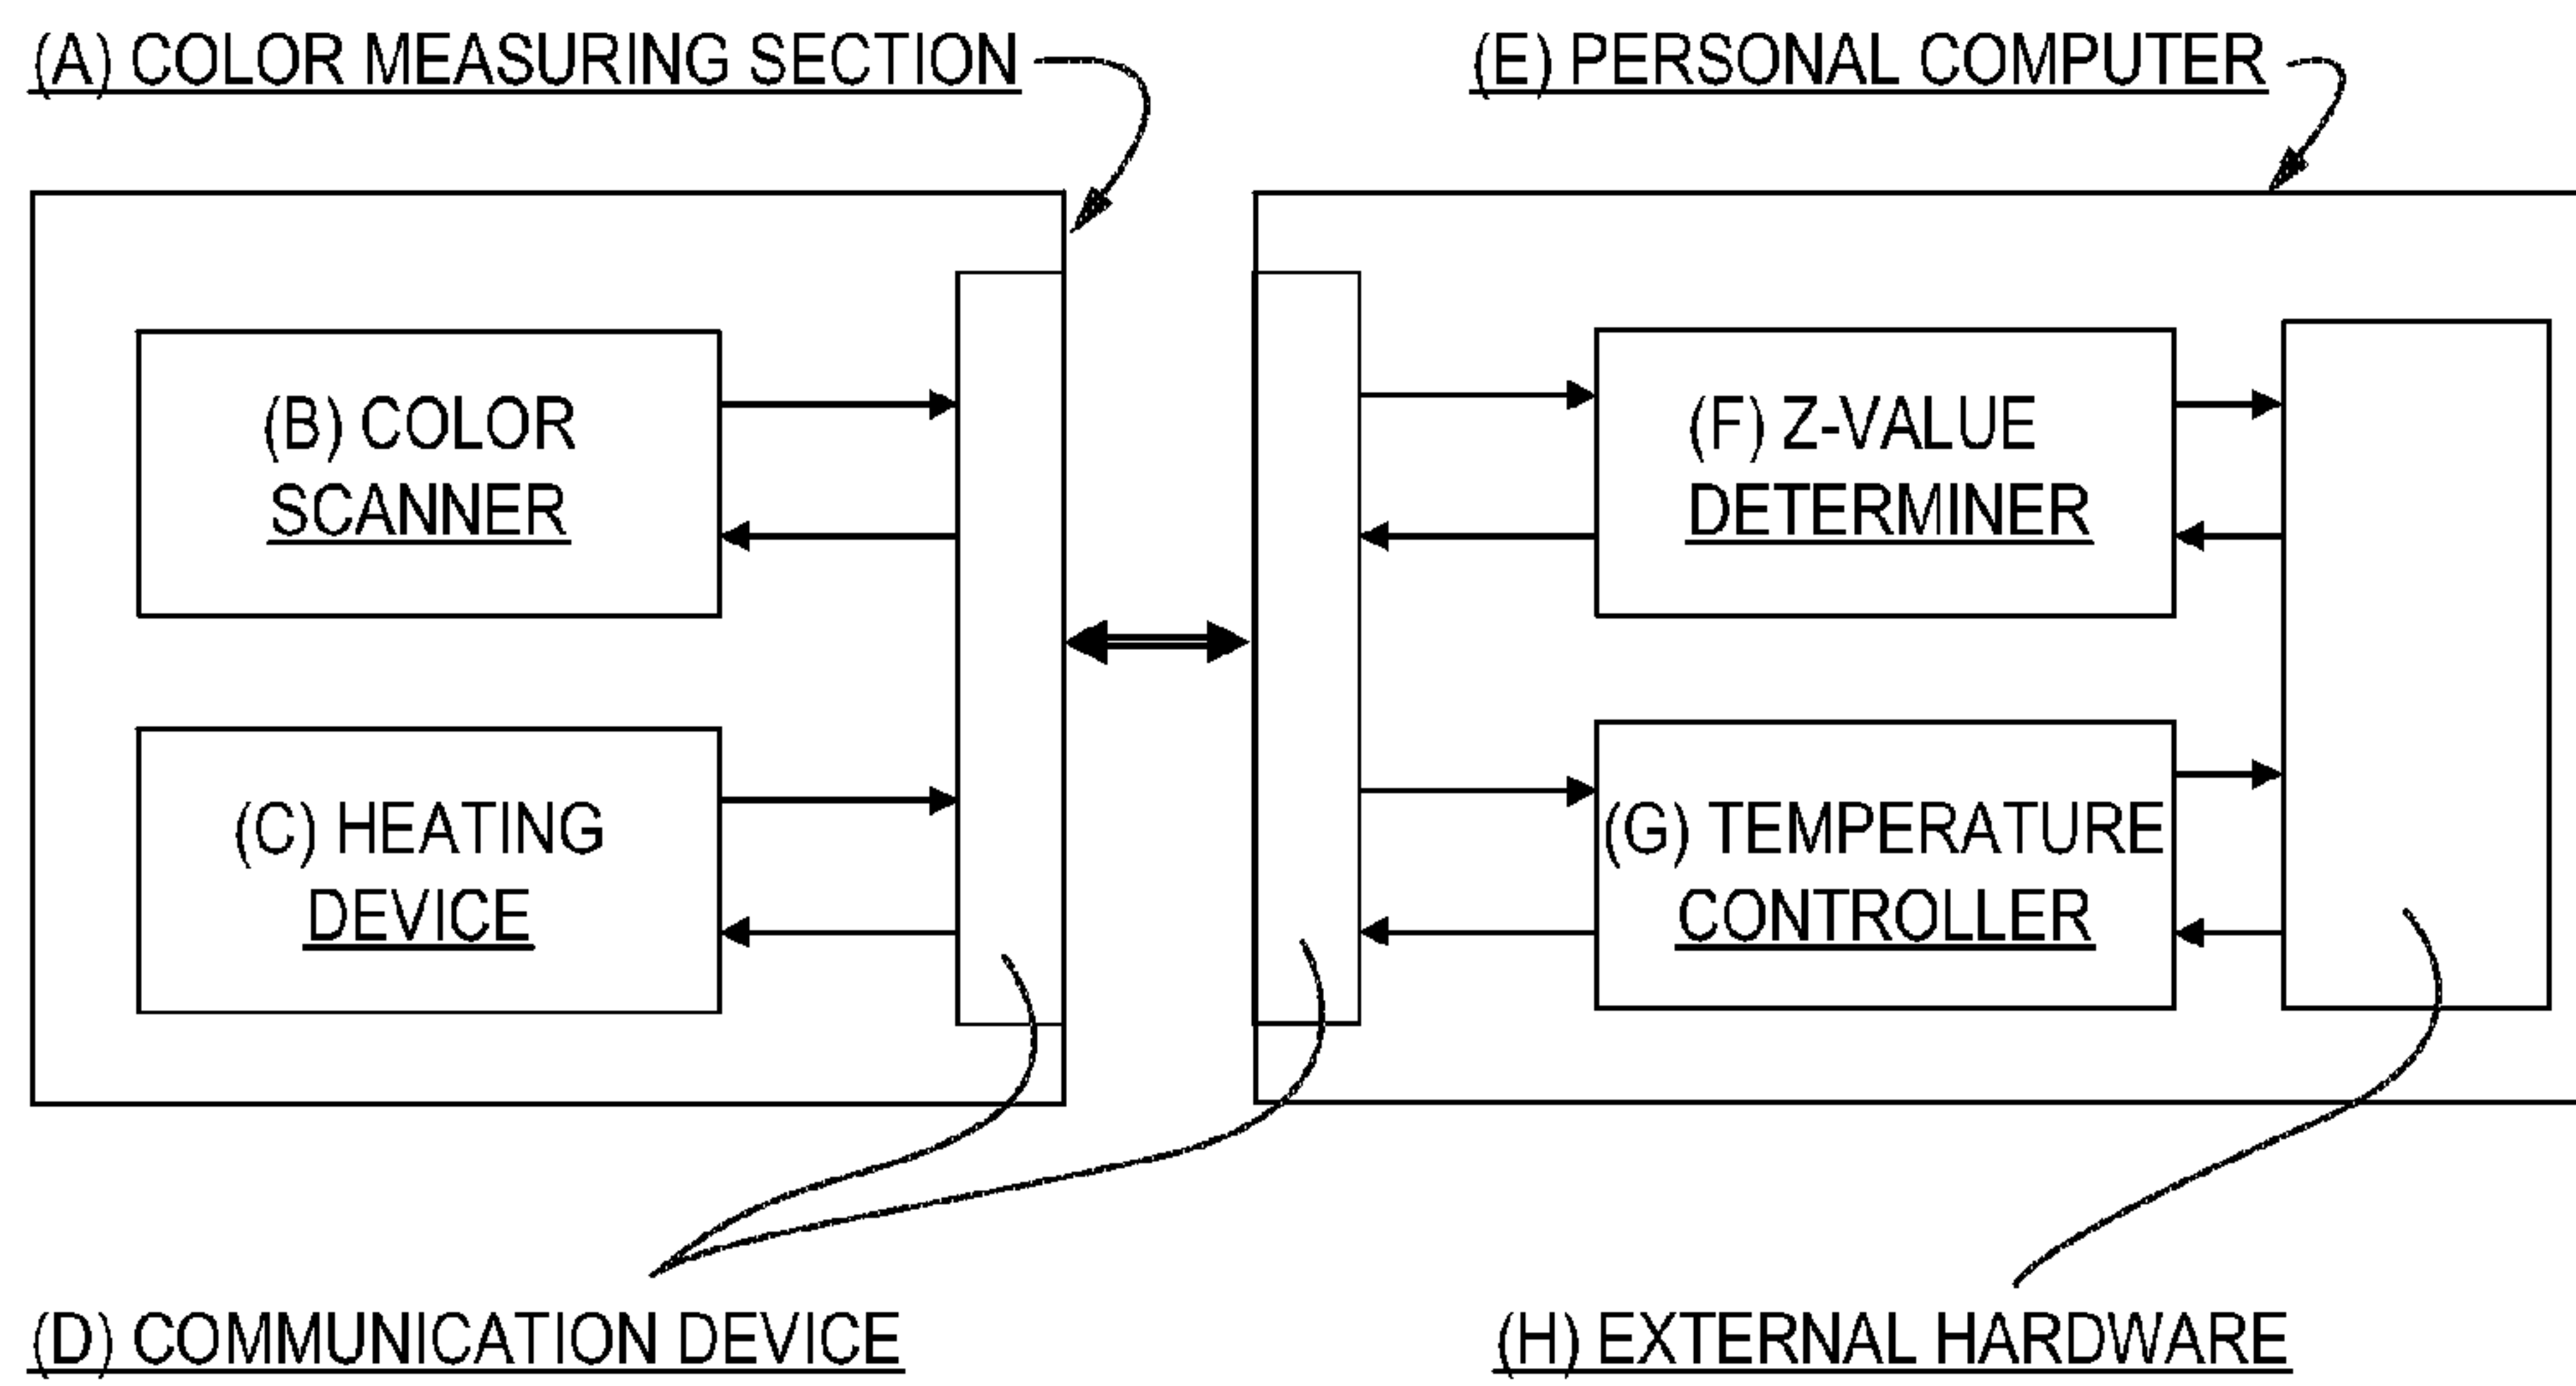 (A) COLOR MEASURING SECTION
(E) PERSONAL COMPUTER
(B) COLOR
SCANNER
(F) Z-VALUE
DETERMINER
(C) HEATING
DEVICE
(G) TEMPERATURE
CONTROLLER
(D) COMMUNICATION DEVICE
(H) EXTERNAL HARDWARE